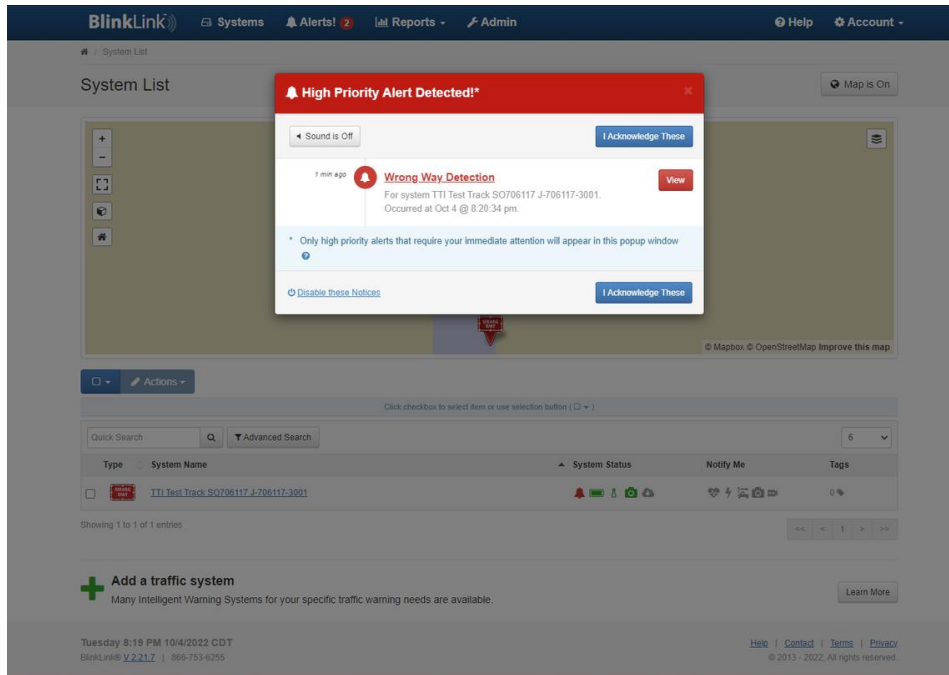 BlinkLink Systems Alerts! 2 Reports Admin Help Account
/ System List
System List
Map is On
High Priority Alert Detected!*
Sound is Off
I Acknowledge These
1 min ago
Wrong Way Detection
For system TTI Test Track SO706117 J-706117-3001.
Occurred at Oct 4 @ 8:20:34 pm.
View
* Only high priority alerts that require your immediate attention will appear in this popup window
Disable these Notices
I Acknowledge These
WRONG
WAY
© Mapbox © OpenStreetMap Improve this map
Actions
Click checkbox to select item or use selection button ( )
Quick Search Advanced Search 6
Type System Name System Status Notify Me Tags
WRONG
WAY
TTI Test Track SO706117 J-706117-3001 0
Showing 1 to 1 of 1 entries
<< < 1 > >>
Add a traffic system
Many Intelligent Warning Systems for your specific traffic warning needs are available.
Learn More
Tuesday 8:19 PM 10/4/2022 CDT
BlinkLink® V 2.21.7 | 866-753-6255
Help | Contact | Terms | Privacy
© 2013 - 2022, All rights reserved.